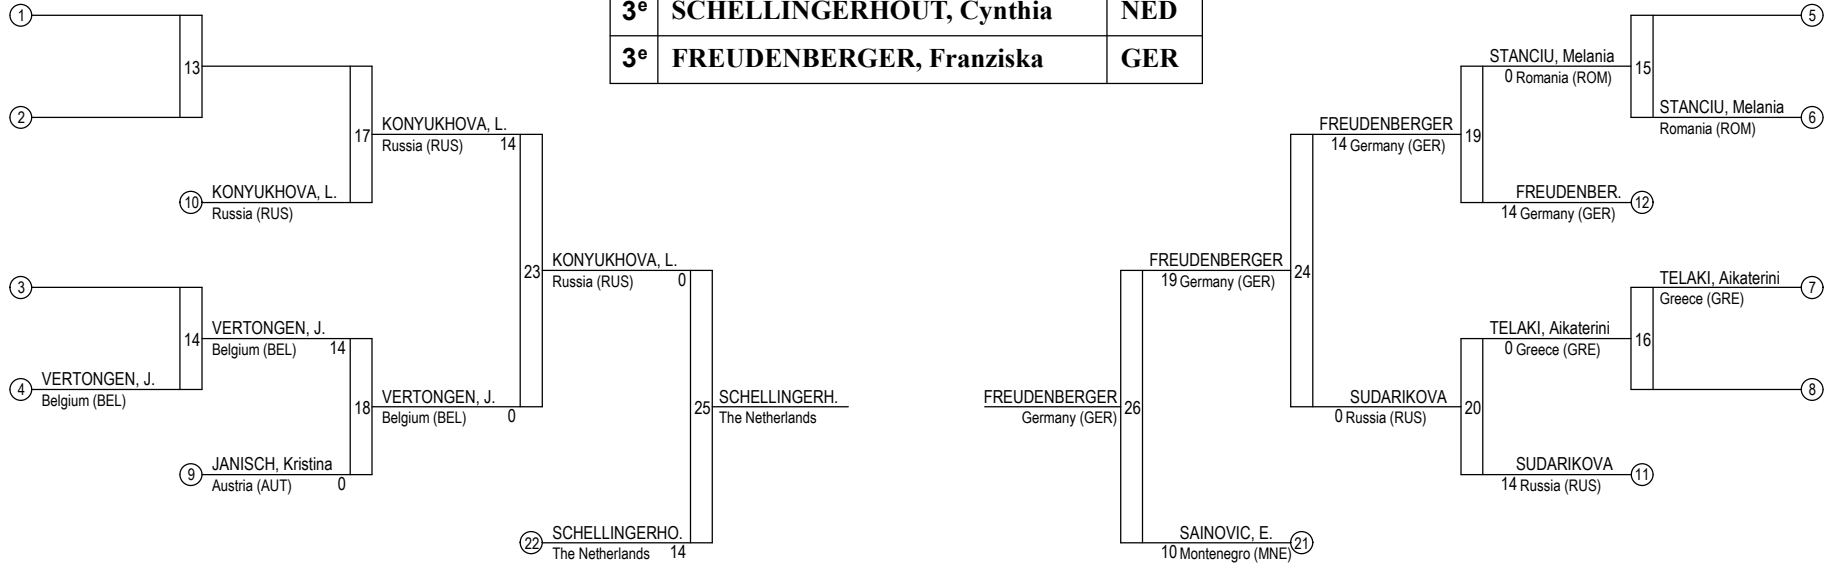 3e SCHELLINGERHOUT, Cynthia NED
3e FREUDENBERGER, Franziska GER
1
13
2
17
KONYUKHOVA, L.
Russia (RUS) 14
10 KONYUKHOVA, L.
Russia (RUS)
23
KONYUKHOVA, L.
Russia (RUS) 0
3
14
VERTONGEN, J.
Belgium (BEL) 14
4 VERTONGEN, J.
Belgium (BEL)
18
VERTONGEN, J.
Belgium (BEL) 0
9 JANISCH, Kristina
Austria (AUT) 0
25
SCHELLINGERH.
The Netherlands
22 SCHELLINGERHO.
The Netherlands 14
5
STANCIU, Melania
0 Romania (ROM)
15
STANCIU, Melania 6
Romania (ROM)
FREUDENBERGER
14 Germany (GER)
19
FREUDENBER. 12
14 Germany (GER)
FREUDENBERGER
19 Germany (GER)
24
TELAKI, Aikaterini 7
Greece (GRE)
TELAKI, Aikaterini
0 Greece (GRE)
16
8
SUDARIKOVA
0 Russia (RUS)
20
SUDARIKOVA 11
14 Russia (RUS)
FREUDENBERGER
Germany (GER)
26
SAINOVIC, E. 21
10 Montenegro (MNE)